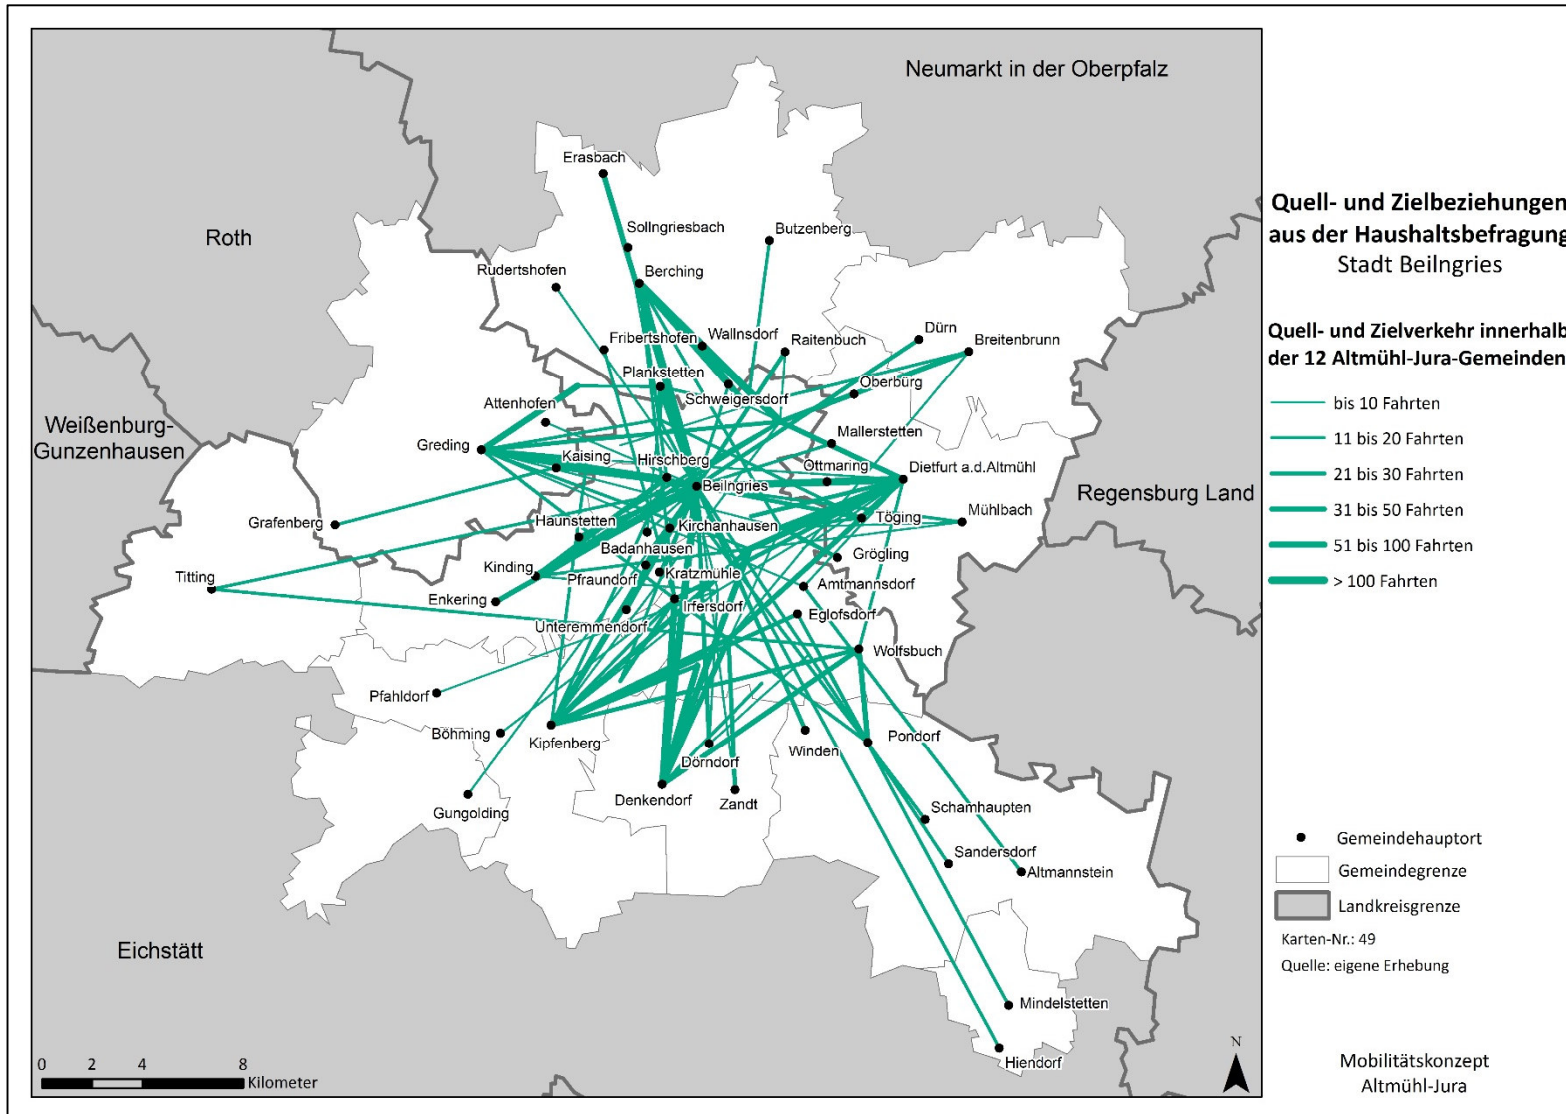 Neumarkt in der Oberpfalz
Erasbach
Sollngriesbach
Butzenberg
Roth
Rudertshofen
Berching
Fribertshofen
Wallnsdorf
Raitenbuch
Dürn
Breitenbrunn
Plankstetten
Oberbürg
Attenhofen
Schweigersdorf
Weißenburg-
Gunzenhausen
Greding
Kaising
Hirschberg
Mallerstetten
Ottmaring
Dietfurt a.d.Altmühl
Beilngries
Regensburg Land
Grafenberg
Haunstetten
Kirchanhausen
Töging
Mühlbach
Badanhausen
Grögling
Titting
Kinding
Pfraundorf
Kratzmühle
Amtmannsdorf
Enkering
Irfersdorf
Eglofsdorf
Unteremmendorf
Wolfsbuch
Pfahldorf
Böhming
Kipfenberg
Dörndorf
Winden
Pondorf
Gungolding
Denkendorf
Zandt
Schamhaupten
Sandersdorf
Altmannstein
Eichstätt
Mindelstetten
Hiendorf
0 2 4 8
Kilometer
N
Quell- und Zielbeziehungen
aus der Haushaltsbefragung
Stadt Beilngries
Quell- und Zielverkehr innerhalb
der 12 Altmühl-Jura-Gemeinden
bis 10 Fahrten
11 bis 20 Fahrten
21 bis 30 Fahrten
31 bis 50 Fahrten
51 bis 100 Fahrten
> 100 Fahrten
Gemeindehauptort
Gemeindegrenze
Landkreisgrenze
Karten-Nr.: 49
Quelle: eigene Erhebung
Mobilitätskonzept
Altmühl-Jura